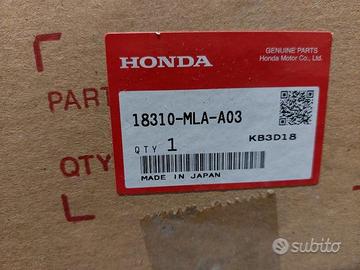 HONDA
GENUINE PARTS
Honda Motor Co., Ltd.
18310-MLA-A03
QTY 1
KB3D18
MADE IN JAPAN
PART
QTY
subito